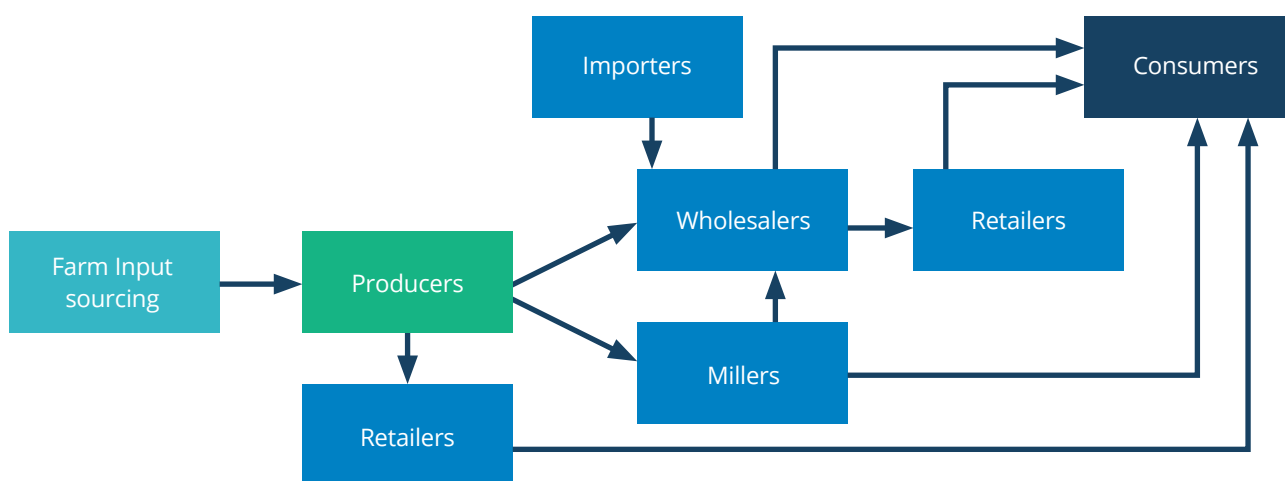 Importers
Consumers
Wholesalers
Retailers
Farm Input
sourcing
Producers
Millers
Retailers